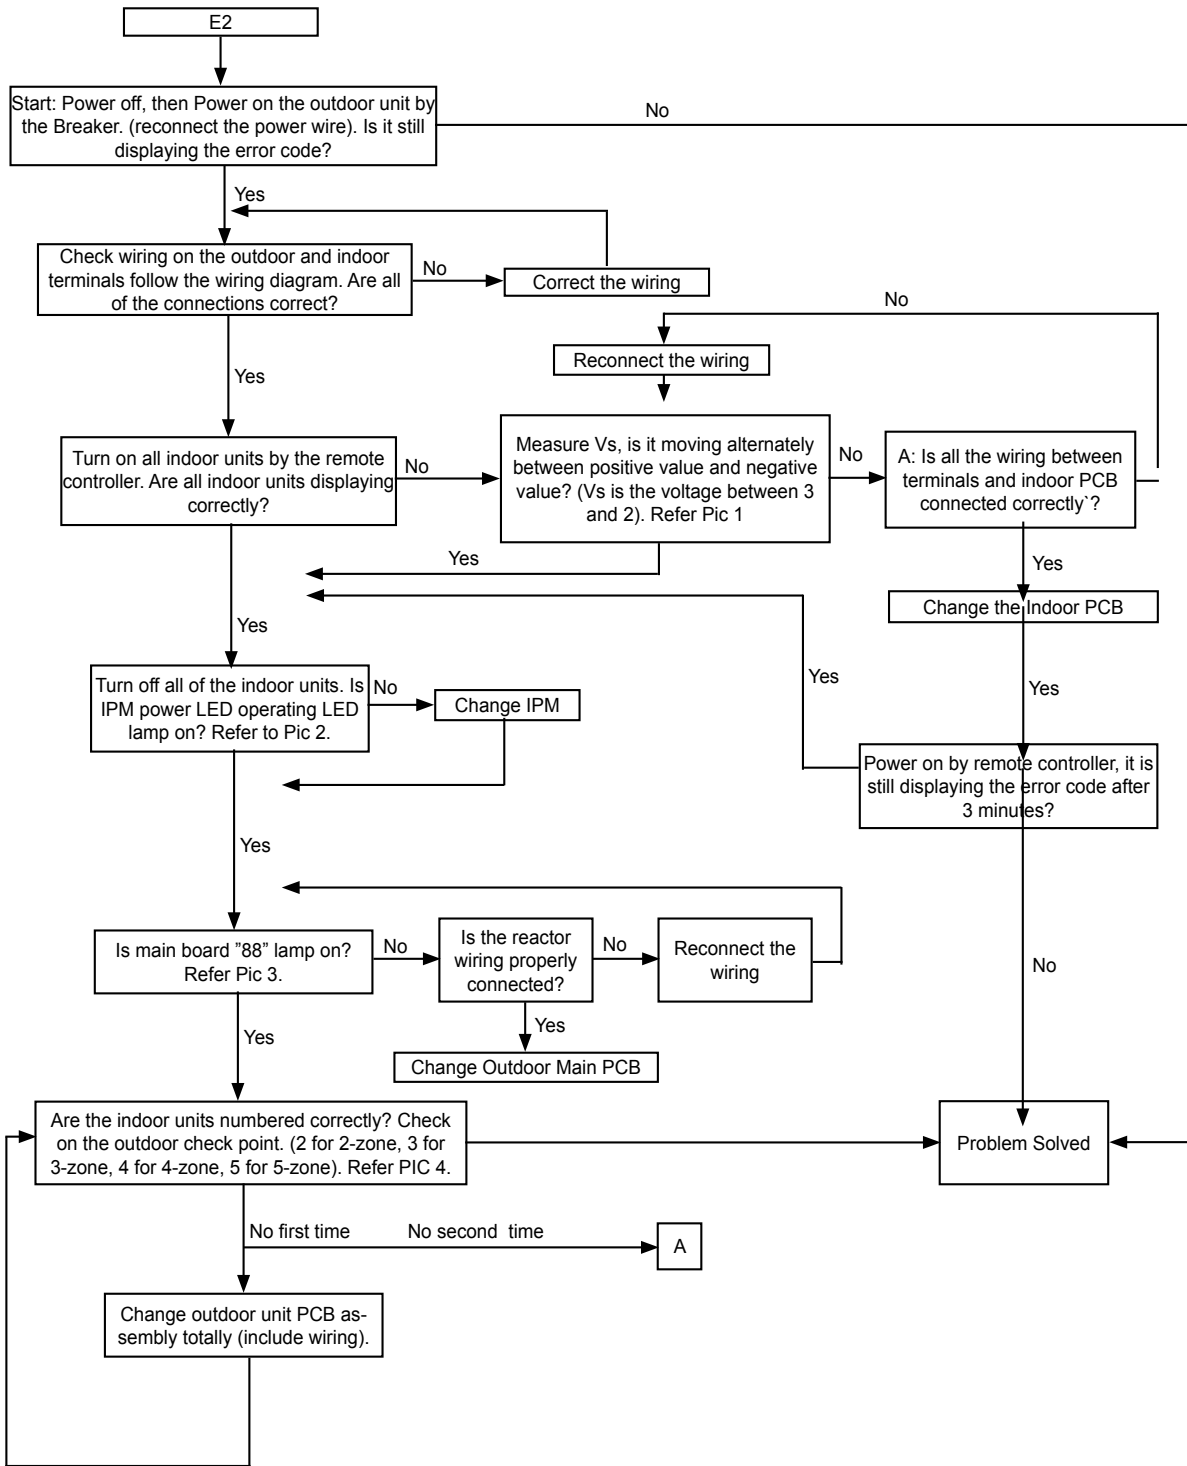 E2
Start: Power off, then Power on the outdoor unit by
the Breaker. (reconnect the power wire). Is it still
displaying the error code?
No
Yes
Check wiring on the outdoor and indoor
terminals follow the wiring diagram. Are all
of the connections correct?
No
Correct the wiring
No
Reconnect the wiring
Yes
Turn on all indoor units by the remote
controller. Are all indoor units displaying
correctly?
No
Measure Vs, is it moving alternately
between positive value and negative
value? (Vs is the voltage between 3
and 2). Refer Pic 1
No
A: Is all the wiring between
terminals and indoor PCB
connected correctly`?
Yes
Yes
Change the Indoor PCB
Yes
Turn off all of the indoor units. Is
IPM power LED operating LED
lamp on? Refer to Pic 2.
No
Change IPM
Yes
Yes
Power on by remote controller, it is
still displaying the error code after
3 minutes?
Yes
Is main board ”88” lamp on?
Refer Pic 3.
No
Is the reactor
wiring properly
connected?
No
Reconnect the
wiring
No
Yes
Yes
Change Outdoor Main PCB
Are the indoor units numbered correctly? Check
on the outdoor check point. (2 for 2-zone, 3 for
3-zone, 4 for 4-zone, 5 for 5-zone). Refer PIC 4.
Problem Solved
No first time
No second time
A
Change outdoor unit PCB as-
sembly totally (include wiring).